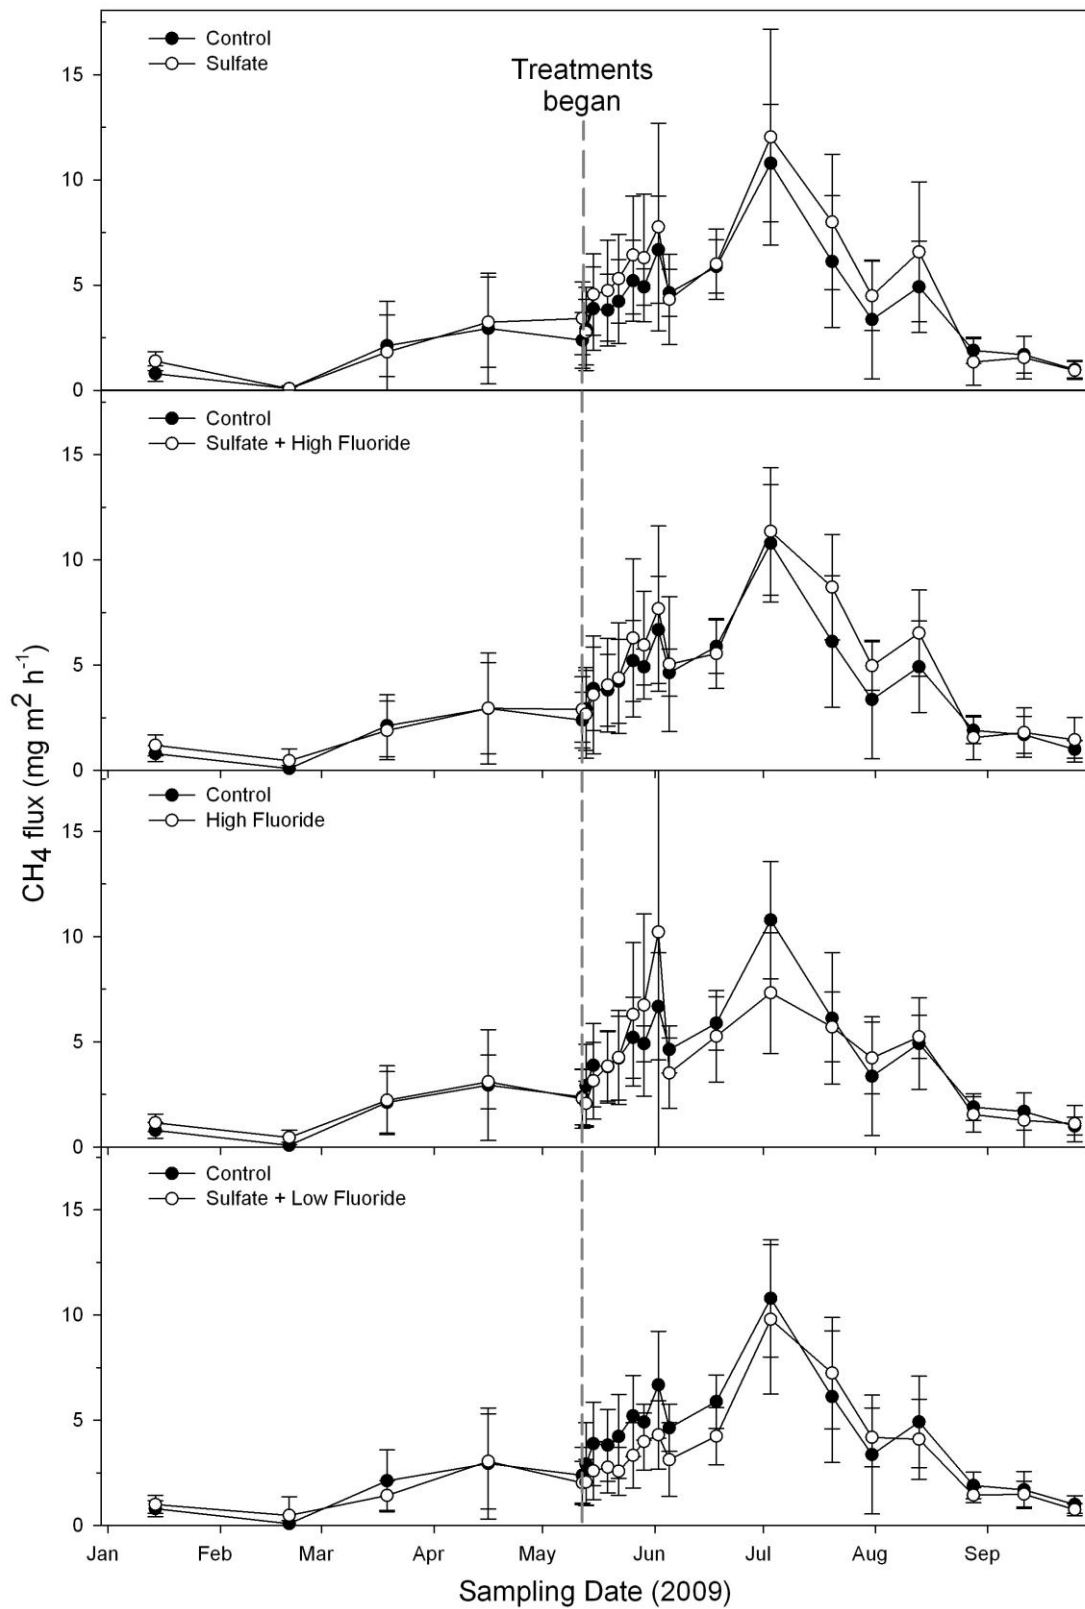 Control
Sulfate
Treatments
began
15
10
5
0
Control
Sulfate + High Fluoride
15
10
5
0
Control
High Fluoride
15
10
5
0
Control
Sulfate + Low Fluoride
15
10
5
0
CH4 flux (mg m² h⁻¹)
Jan Feb Mar Apr May Jun Jul Aug Sep
Sampling Date (2009)